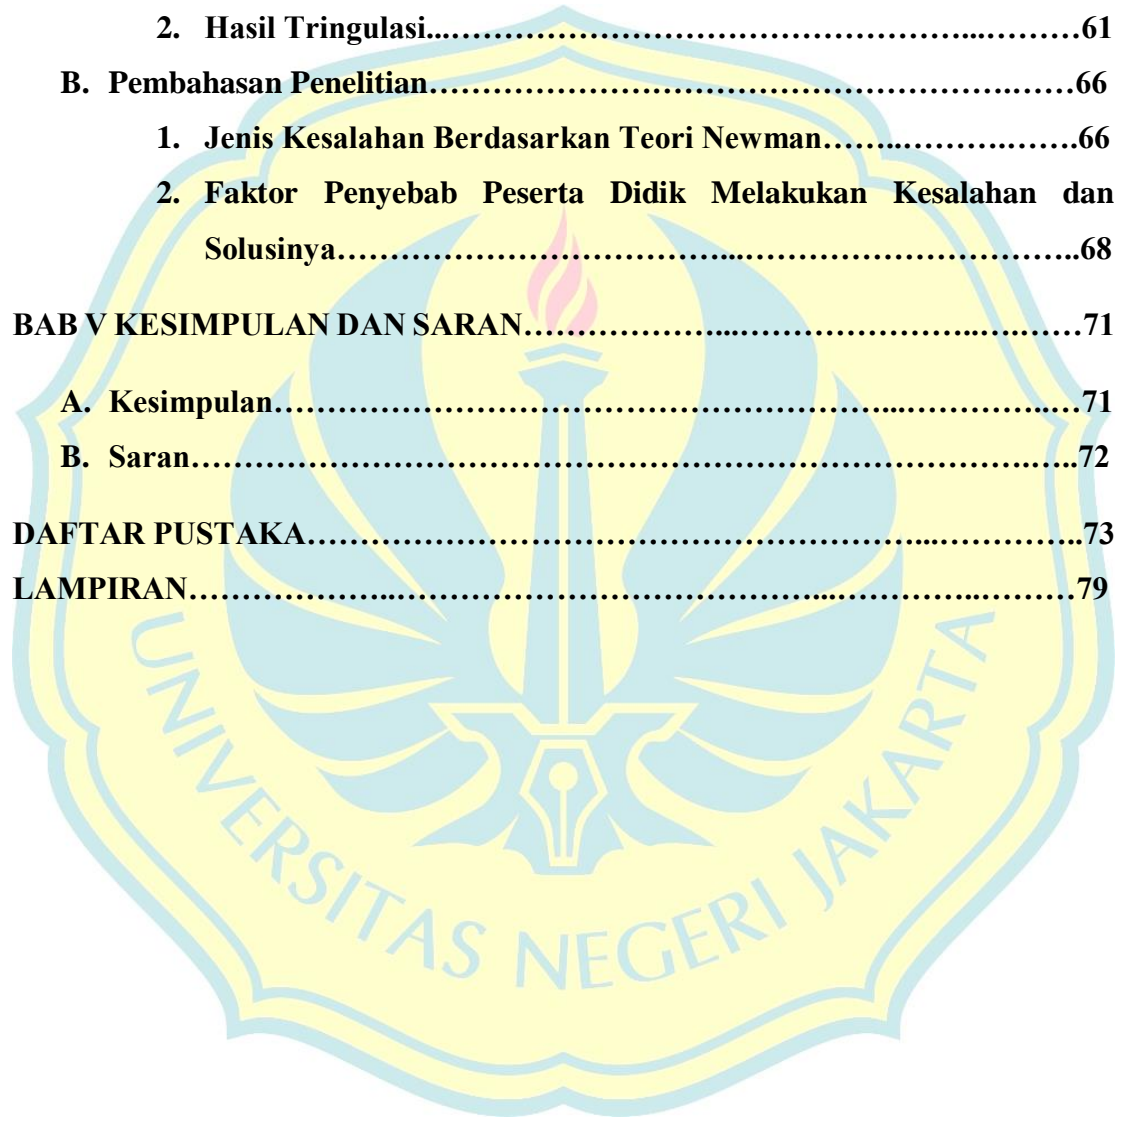 2. Hasil Tringulasi...……………………………………………...………61
B. Pembahasan Penelitian……………………………………………….……66
1. Jenis Kesalahan Berdasarkan Teori Newman……..……….…….66
2. Faktor Penyebab Peserta Didik Melakukan Kesalahan dan
Solusinya………………………………...…………………………..68
BAB V KESIMPULAN DAN SARAN………………...…………………..….……71
A. Kesimpulan………………………………………………...…………..…71
B. Saran…………………………………………………………………….…..72
DAFTAR PUSTAKA…………………………………………………...…………..73
LAMPIRAN………………..……………………………………...…………..………79
UNIVERSITAS NEGERI JAKARTA